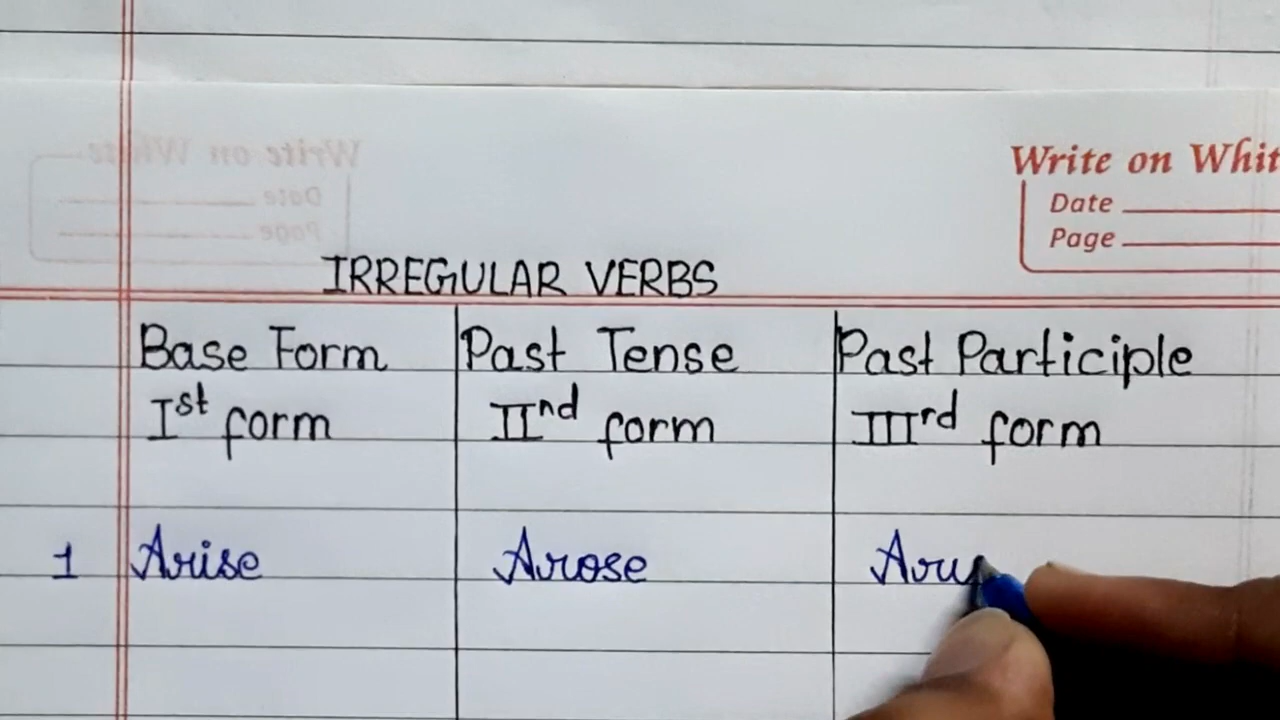 Write on Whit
Date
Page
IRREGULAR VERBS
Base Form Past Tense Past Participle
Ist form IInd form IIIrd form
1 Arise Arose